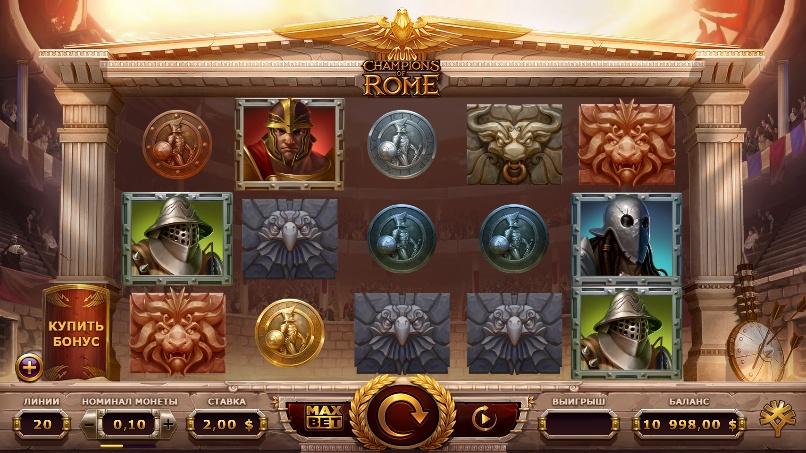 CHAMPIONS
OF
ROME
КУПИТЬ
БОНУС
ЛИНИИ
НОМИНАЛ МОНЕТЫ
СТАВКА
ВЫИГРЫШ
БАЛАНС
20
0,10
2,00 $
MAX
BET
10 998,00 $